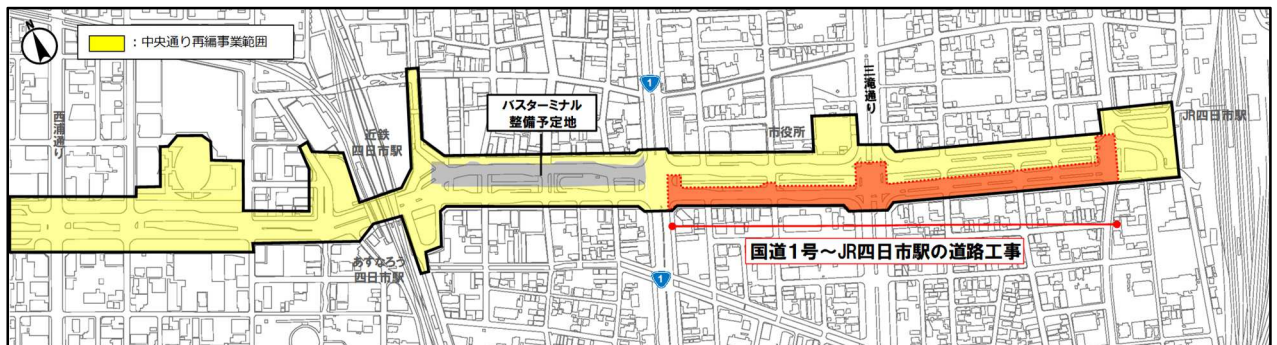 N
：中央通り再編事業範囲
1
バスターミナル
整備予定地
西浦通り
近鉄
四日市駅
市役所
三滝通り
JR四日市駅
あすなろう
四日市駅
1
国道1号～JR四日市駅の道路工事